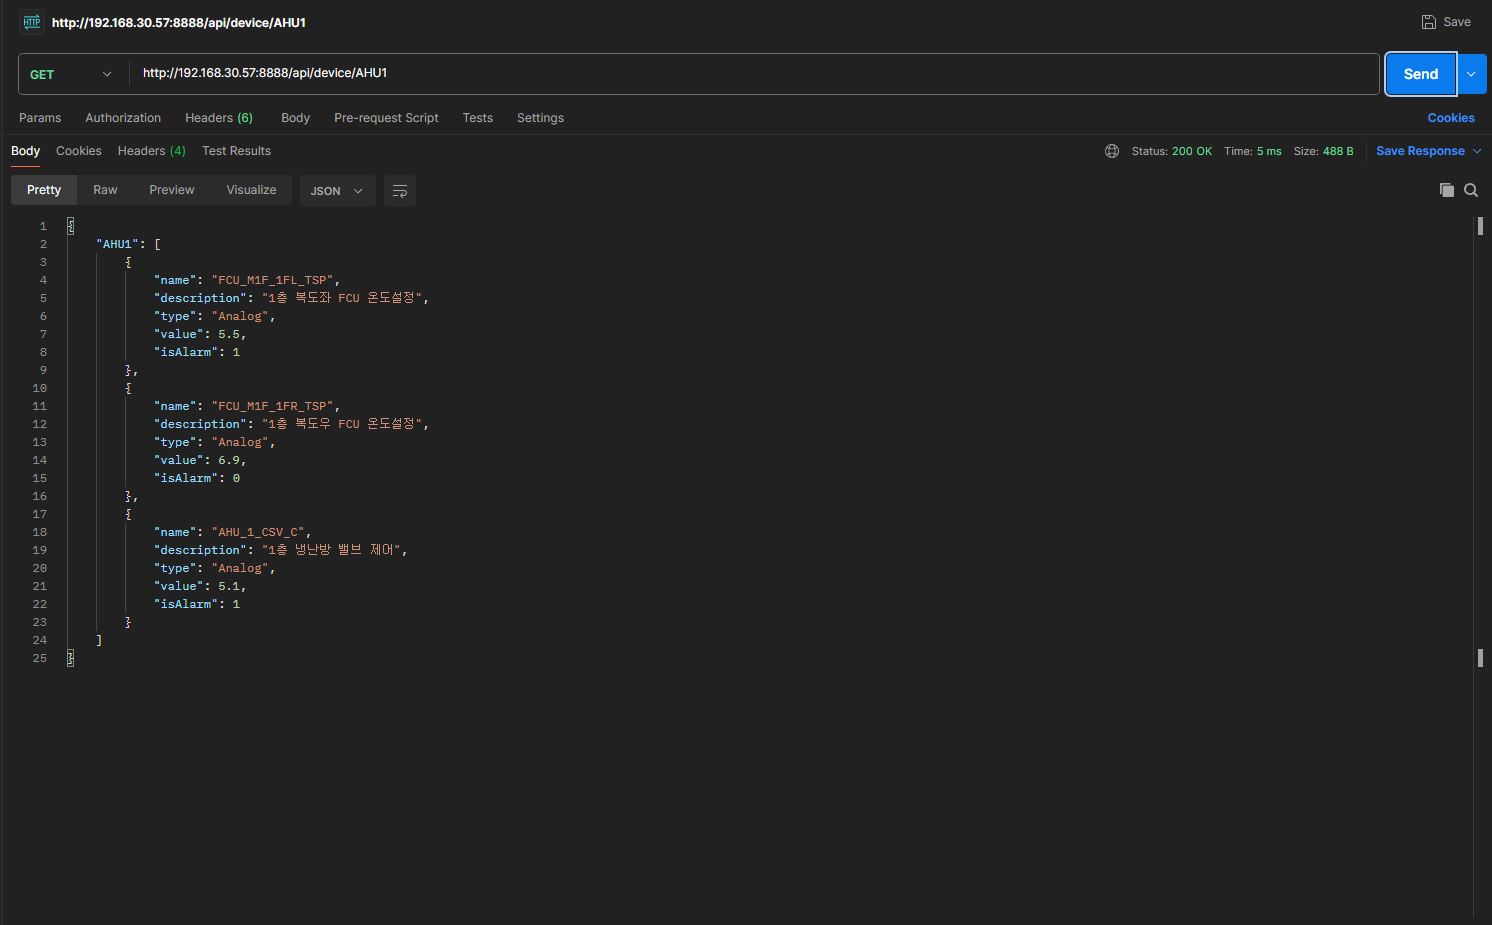 HTTP http://192.168.30.57:8888/api/device/AHU1 Save
GET http://192.168.30.57:8888/api/device/AHU1 Send
Params Authorization Headers (6) Body Pre-request Script Tests Settings Cookies
Body Cookies Headers (4) Test Results Status: 200 OK Time: 5 ms Size: 488 B Save Response
Pretty Raw Preview Visualize JSON
1 {
2 "AHU1": [
3 {
4 "name": "FCU_M1F_1FL_TSP",
5 "description": "1층 복도좌 FCU 온도설정",
6 "type": "Analog",
7 "value": 5.5,
8 "isAlarm": 1
9 },
10 {
11 "name": "FCU_M1F_1FR_TSP",
12 "description": "1층 복도우 FCU 온도설정",
13 "type": "Analog",
14 "value": 6.9,
15 "isAlarm": 0
16 },
17 {
18 "name": "AHU_1_CSV_C",
19 "description": "1층 냉난방 밸브 제어",
20 "type": "Analog",
21 "value": 5.1,
22 "isAlarm": 1
23 }
24 ]
25 }